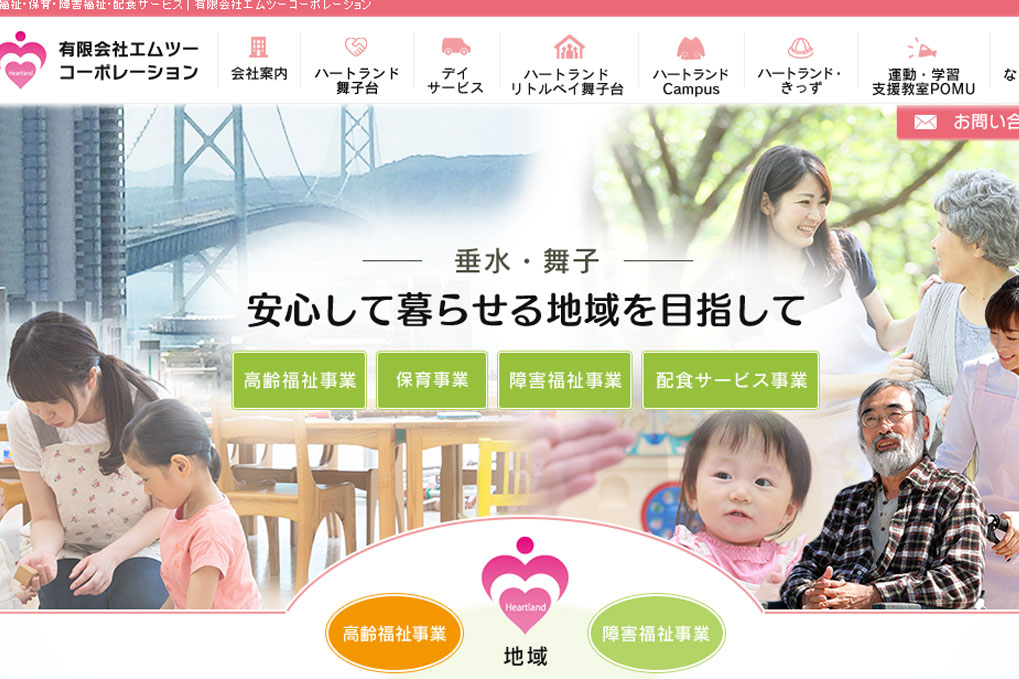 福祉・保育・障害福祉・配食サービス | 有限会社エムツーコーポレーション
Heartland
有限会社エムツー
コーポレーション
会社案内
ハートランド
舞子台
デイ
サービス
ハートランド
リトルベイ舞子台
ハートランド
Campus
ハートランド・
きっず
運動・学習
支援教室POMU
な
お問い合
垂水・舞子
安心して暮らせる地域を目指して
高齢福祉事業
保育事業
障害福祉事業
配食サービス事業
Heartland
高齢福祉事業
障害福祉事業
地域